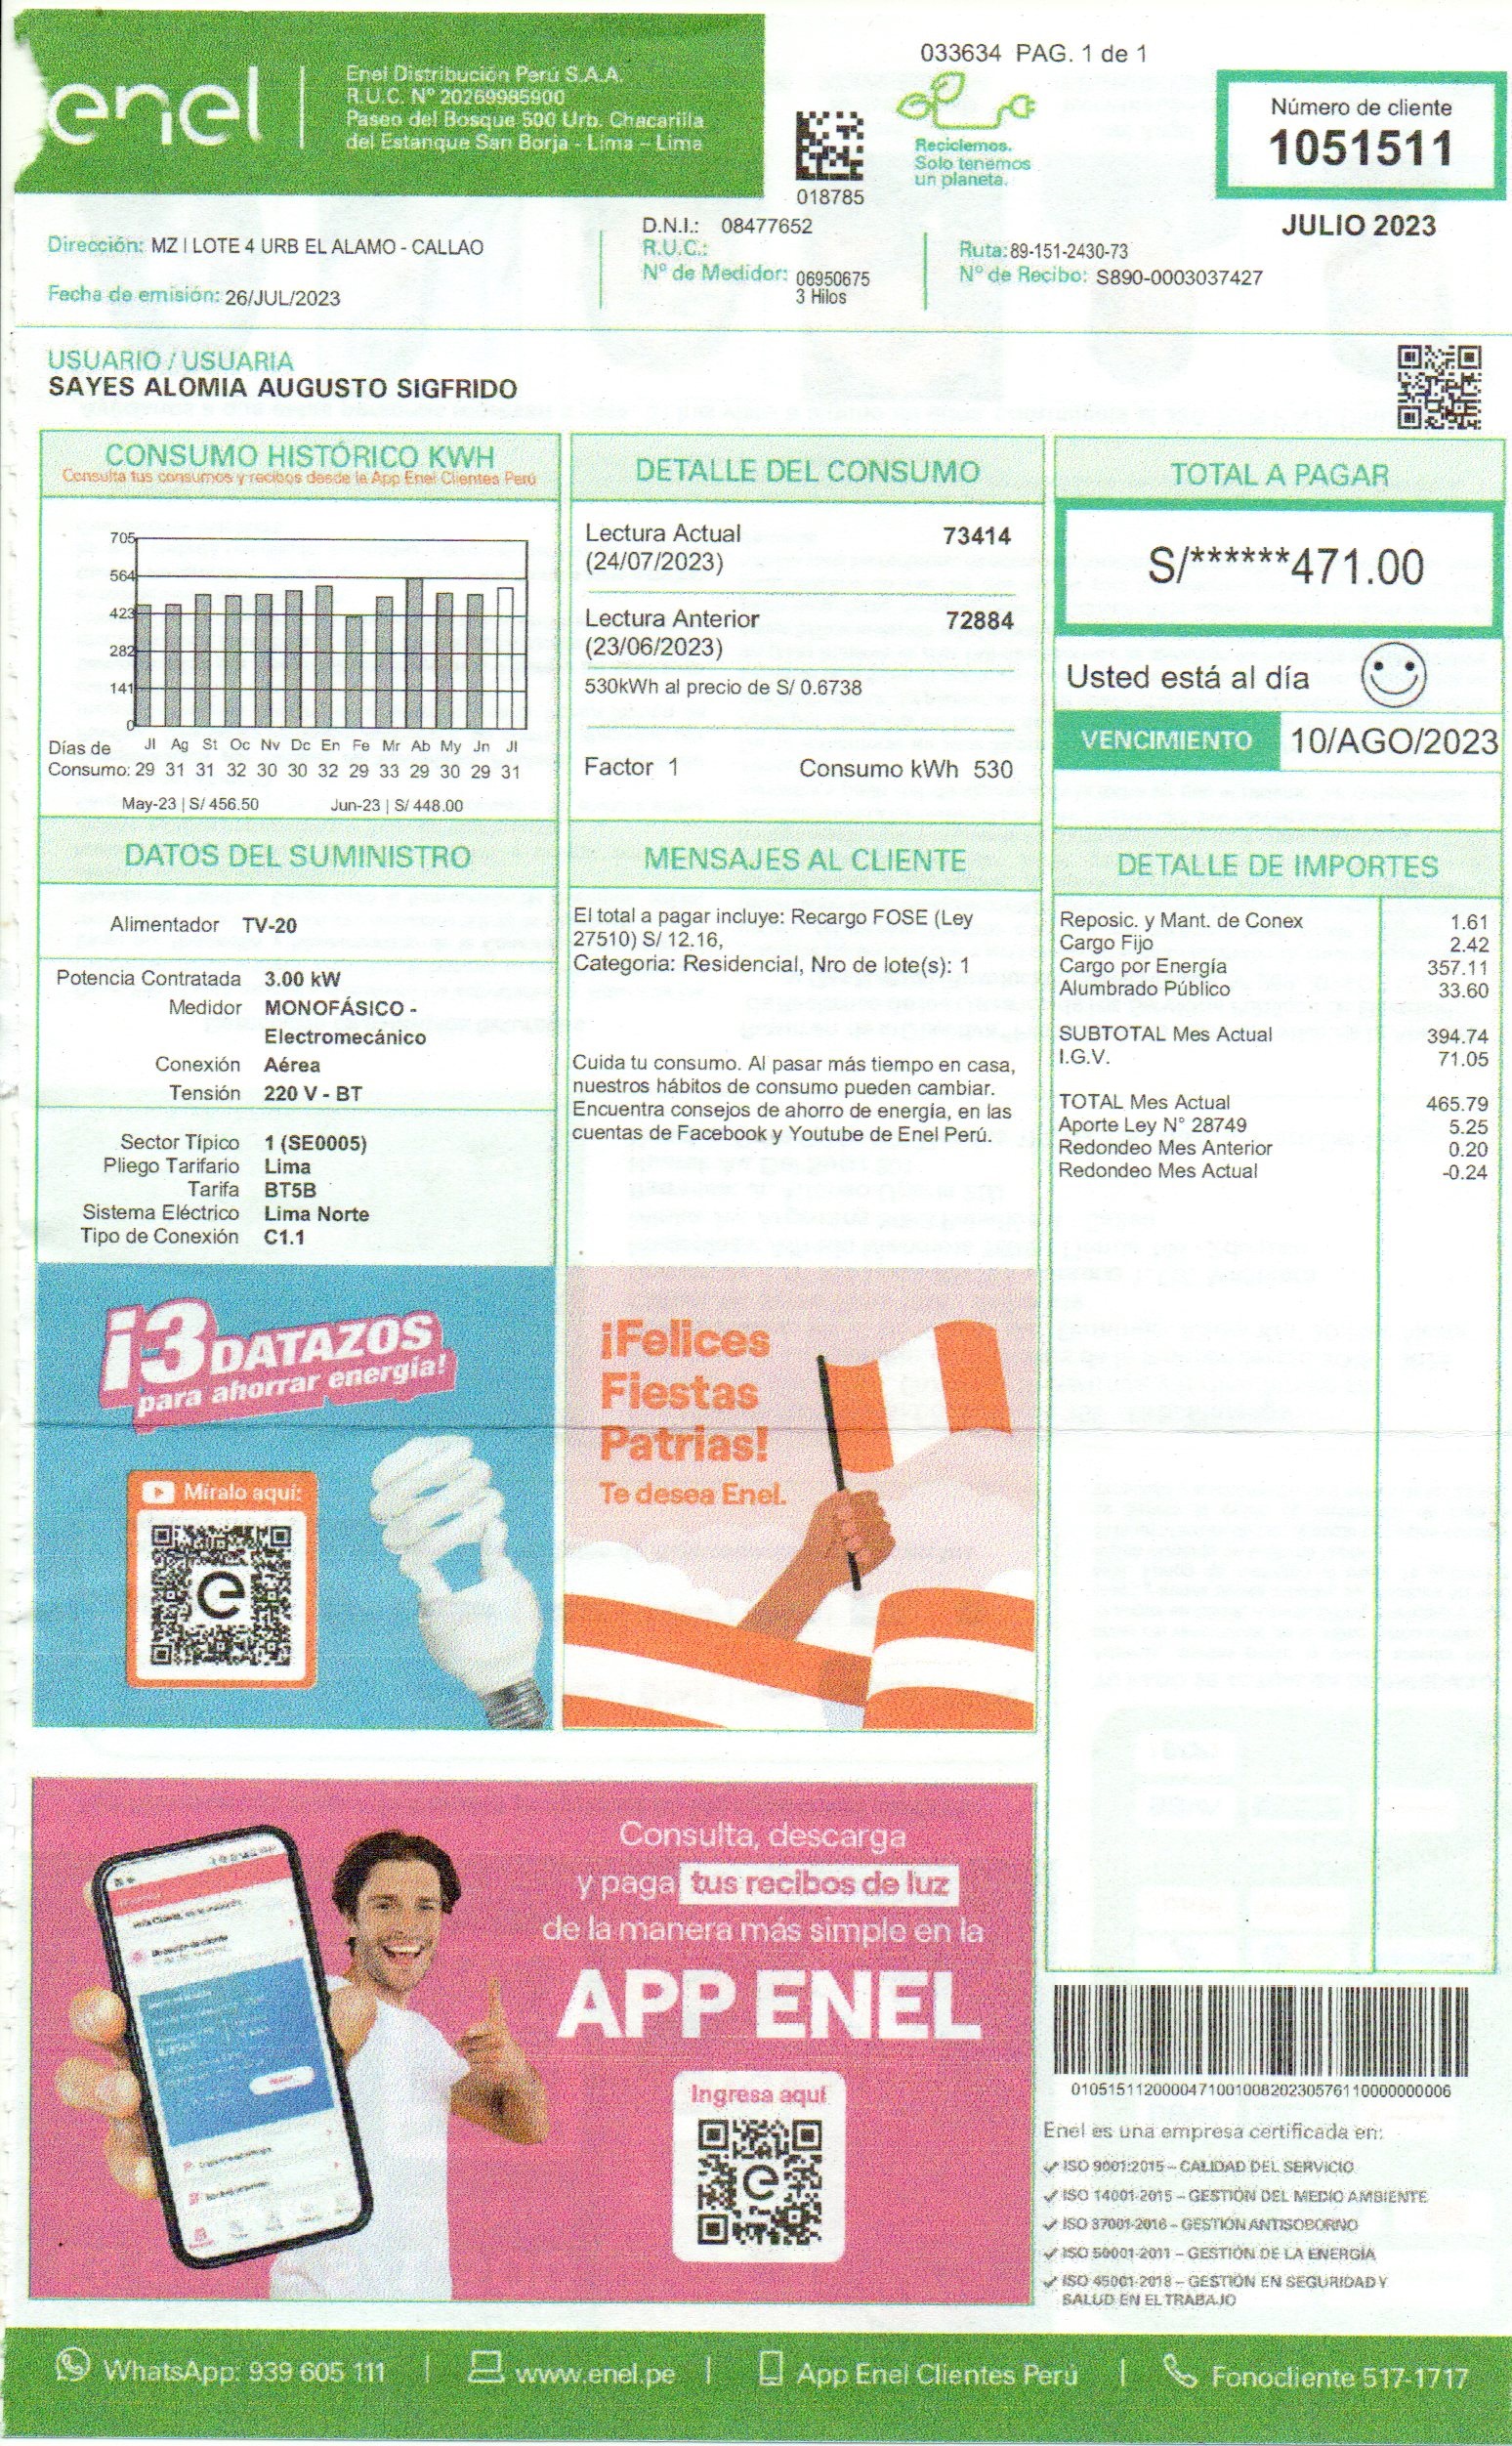 enel
Enel Distribución Perú S.A.A.
R.U.C. Nº 20269985900
Paseo del Bosque 500 Urb. Chacarilla
del Estanque San Borja - Lima – Lima
033634 PAG. 1 de 1
018785
Reciclemos.
Solo tenemos
un planeta.
Número de cliente
1051511
JULIO 2023
Dirección: MZ I LOTE 4 URB EL ALAMO - CALLAO
Fecha de emisión: 26/JUL/2023
D.N.I.: 08477652
R.U.C.:
Nº de Medidor: 06950675
3 Hilos
Ruta: 89-151-2430-73
Nº de Recibo: S890-0003037427
USUARIO / USUARIA
SAYES ALOMIA AUGUSTO SIGFRIDO
CONSUMO HISTÓRICO KWH
Consulta tus consumos y recibos desde la App Enel Clientes Perú
705
564
423
282
141
0
Jl Ag St Oc Nv Dc En Fe Mr Ab My Jn Jl
Días de
Consumo: 29 31 31 32 30 30 32 29 33 29 30 29 31
May-23 | S/ 456.50 Jun-23 | S/ 448.00
DETALLE DEL CONSUMO
Lectura Actual 73414
(24/07/2023)
Lectura Anterior 72884
(23/06/2023)
530kWh al precio de S/ 0.6738
Factor 1 Consumo kWh 530
TOTAL A PAGAR
S/******471.00
Usted está al día
VENCIMIENTO 10/AGO/2023
DATOS DEL SUMINISTRO
Alimentador TV-20
Potencia Contratada 3.00 kW
Medidor MONOFÁSICO -
Electromecánico
Conexión Aérea
Tensión 220 V - BT
Sector Típico 1 (SE0005)
Pliego Tarifario Lima
Tarifa BT5B
Sistema Eléctrico Lima Norte
Tipo de Conexión C1.1
MENSAJES AL CLIENTE
El total a pagar incluye: Recargo FOSE (Ley
27510) S/ 12.16,
Categoria: Residencial, Nro de lote(s): 1
Cuida tu consumo. Al pasar más tiempo en casa,
nuestros hábitos de consumo pueden cambiar.
Encuentra consejos de ahorro de energía, en las
cuentas de Facebook y Youtube de Enel Perú.
DETALLE DE IMPORTES
Reposic. y Mant. de Conex 1.61
Cargo Fijo 2.42
Cargo por Energía 357.11
Alumbrado Público 33.60
SUBTOTAL Mes Actual 394.74
I.G.V. 71.05
TOTAL Mes Actual 465.79
Aporte Ley N° 28749 5.25
Redondeo Mes Anterior 0.20
Redondeo Mes Actual -0.24
¡3 DATAZOS
para ahorrar energía!
Míralo aquí:
e
¡Felices
Fiestas
Patrias!
Te desea Enel.
Consulta, descarga
y paga tus recibos de luz
de la manera más simple en la
APP ENEL
Ingresa aquí
e
0105151120000471001008202305761100000000006
Enel es una empresa certificada en:
✓ ISO 9001:2015 – CALIDAD DEL SERVICIO
✓ ISO 14001-2015 – GESTIÓN DEL MEDIO AMBIENTE
✓ ISO 37001-2016 – GESTIÓN ANTISOBORNO
✓ ISO 50001-2011 – GESTIÓN DE LA ENERGÍA
✓ ISO 45001-2018 – GESTIÓN EN SEGURIDAD Y
SALUD EN EL TRABAJO
WhatsApp: 939 605 111 | www.enel.pe | App Enel Clientes Perú | Fonocliente 517-1717